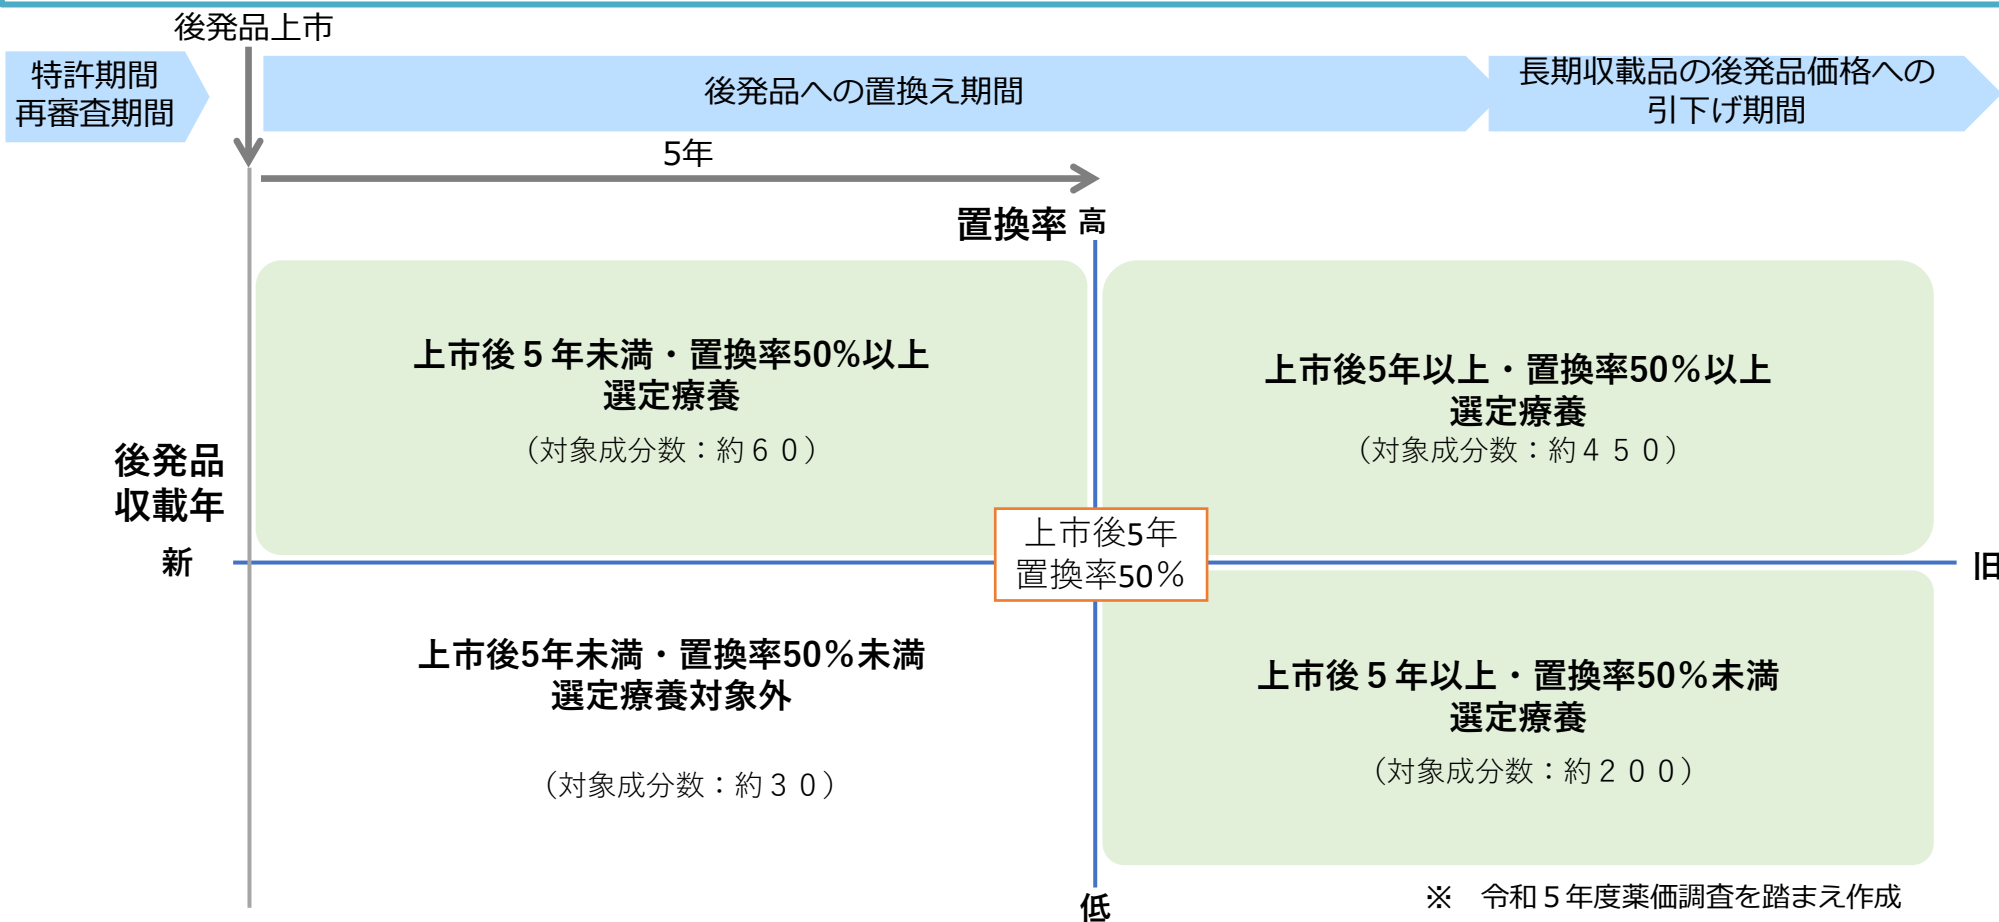 後発品上市
特許期間
再審査期間
後発品への置換え期間
長期収載品の後発品価格への
引下げ期間
5年
置換率 高
上市後５年未満・置換率50%以上
選定療養
（対象成分数：約６０）
上市後5年以上・置換率50％以上
選定療養
（対象成分数：約４５０）
後発品
収載年
新
上市後5年
置換率50％
旧
上市後5年未満・置換率50％未満
選定療養対象外
（対象成分数：約３０）
上市後５年以上・置換率50％未満
選定療養
（対象成分数：約２００）
低
※　令和５年度薬価調査を踏まえ作成